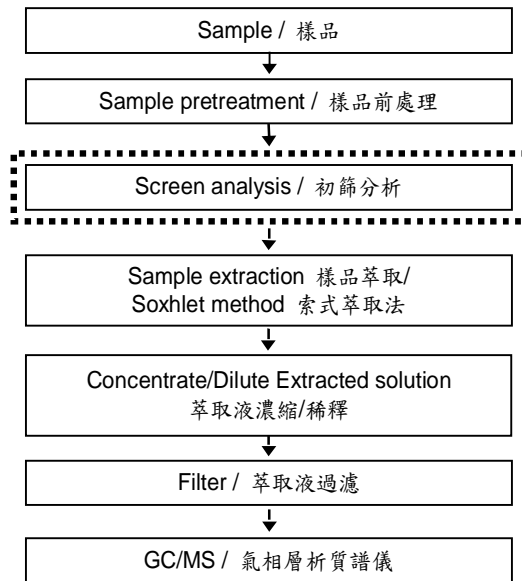 Sample / 樣品
Sample pretreatment / 樣品前處理
Screen analysis / 初篩分析
Sample extraction 樣品萃取/
Soxhlet method 索式萃取法
Concentrate/Dilute Extracted solution
萃取液濃縮/稀釋
Filter / 萃取液過濾
GC/MS / 氣相層析質譜儀